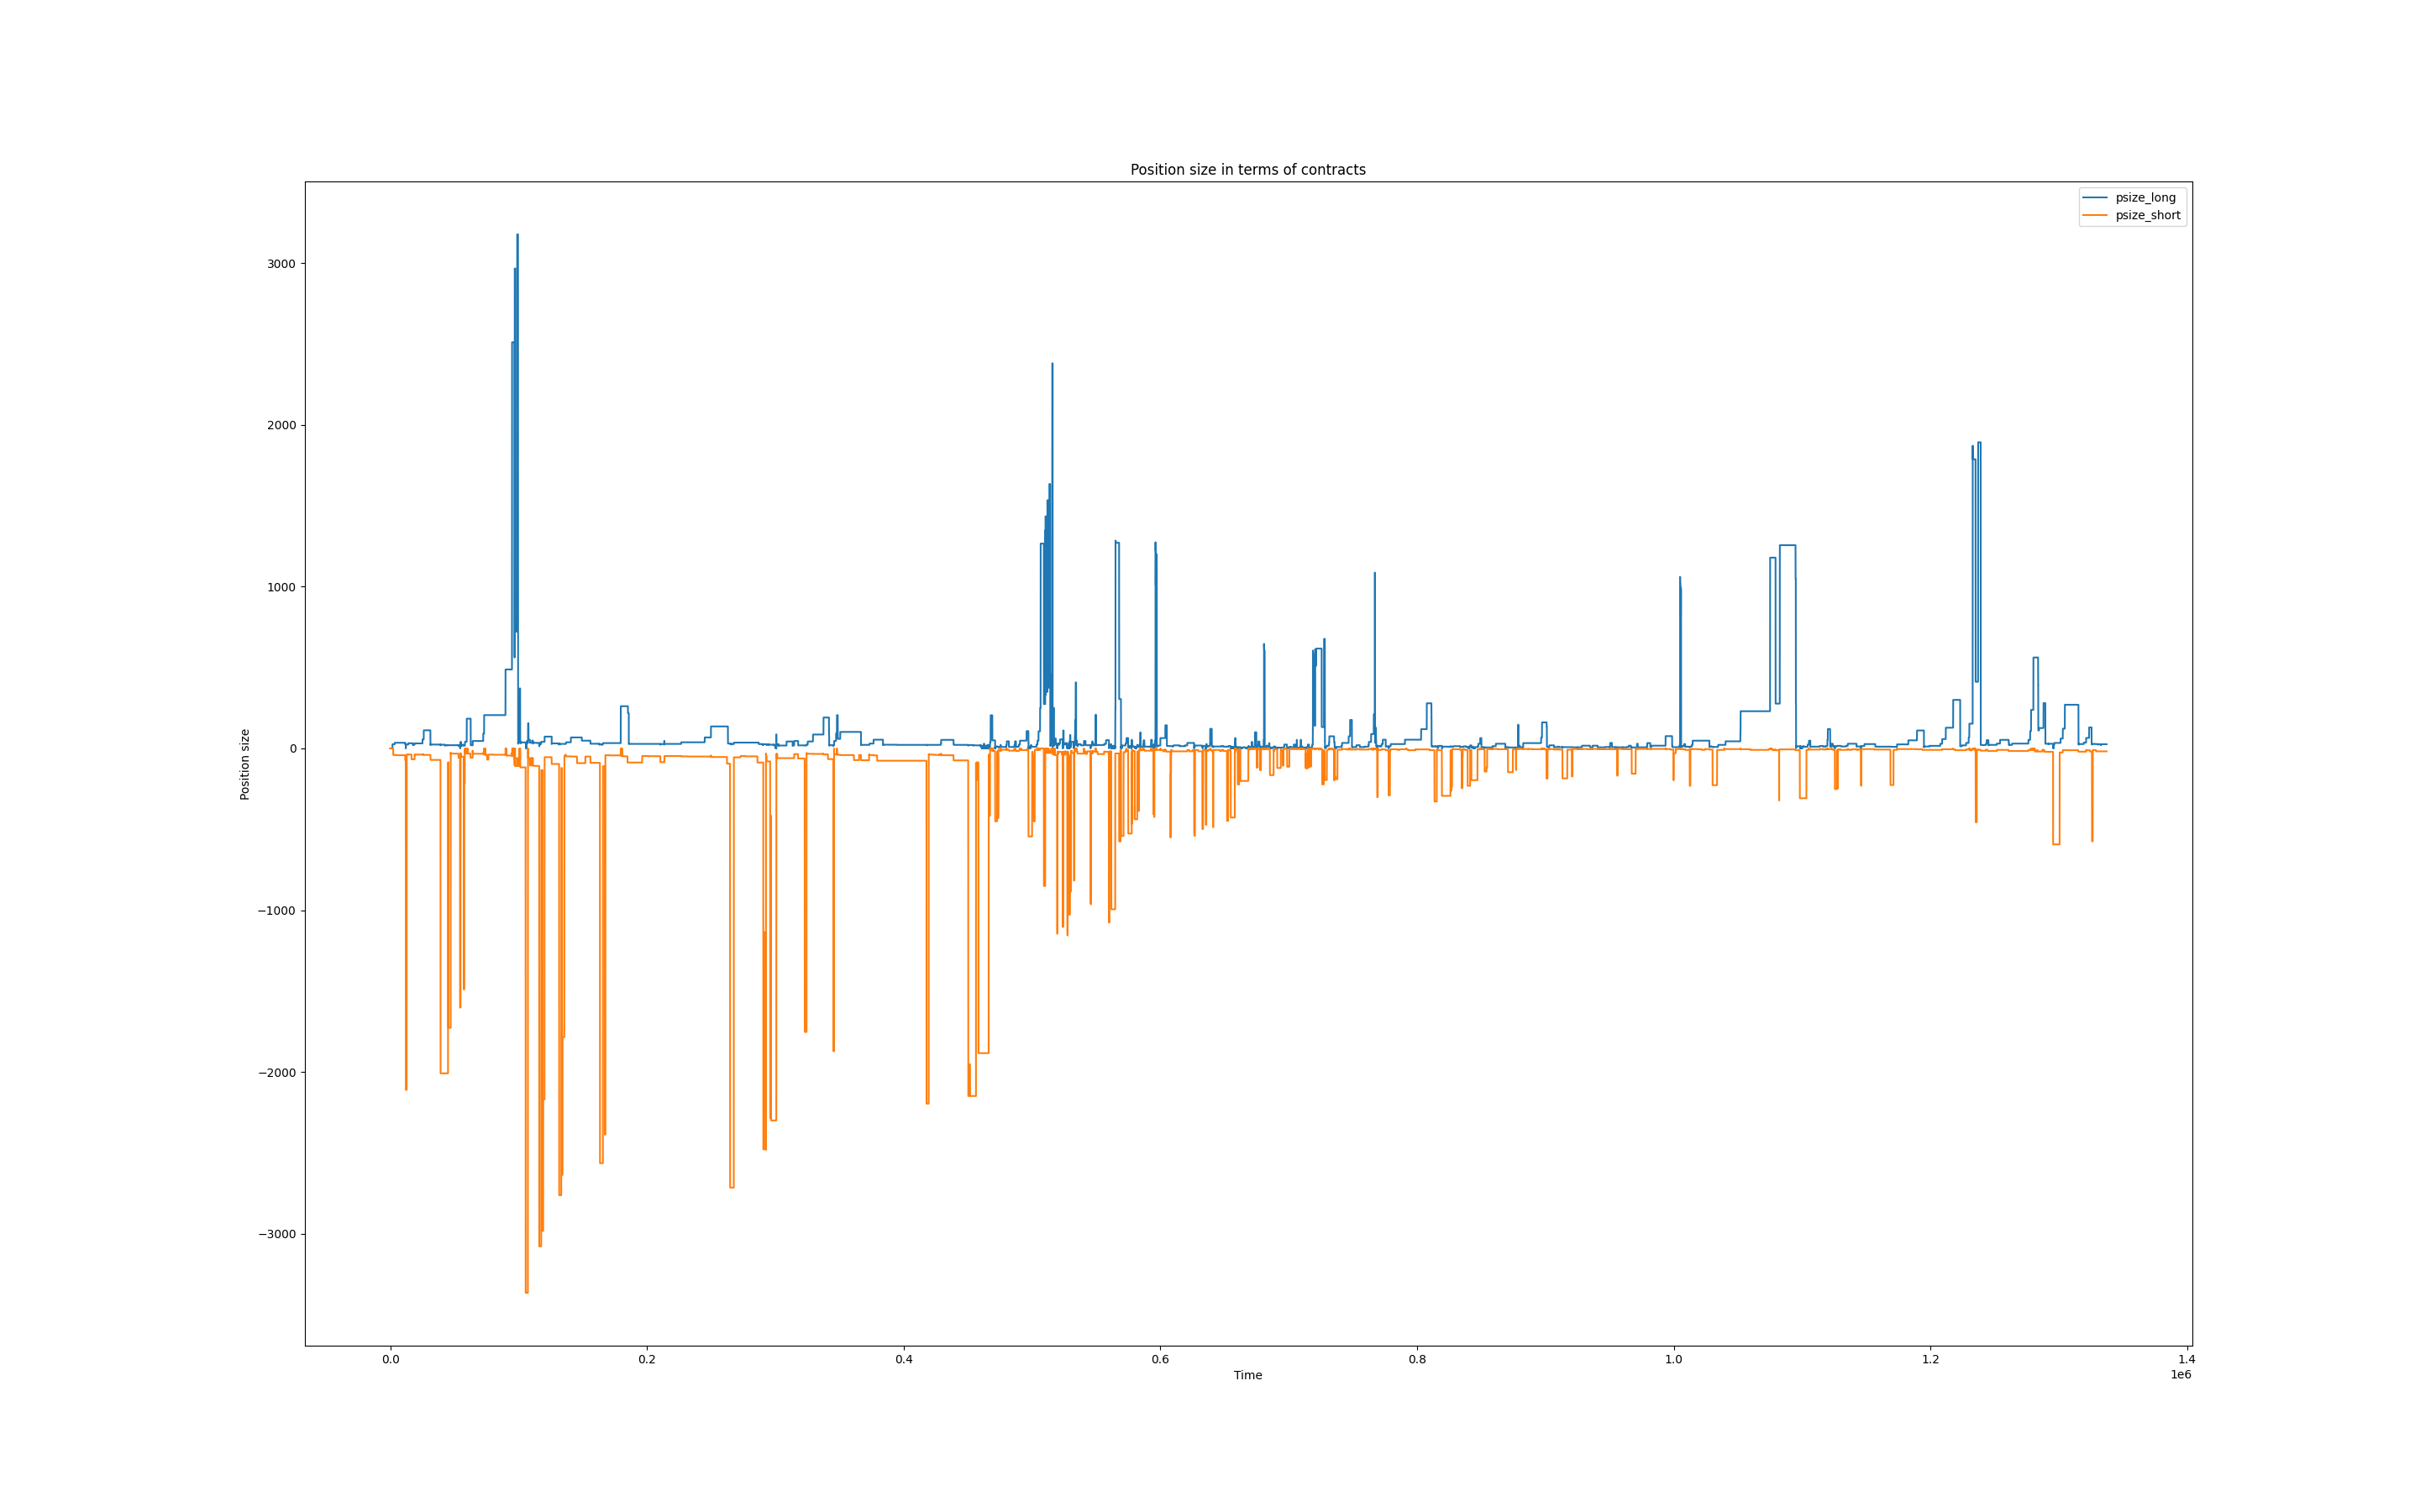 Position size in terms of contracts
psize_long
psize_short
3000
2000
1000
0
−1000
−2000
−3000
Position size
0.0
0.2
0.4
0.6
0.8
1.0
1.2
1.4
Time
1e6